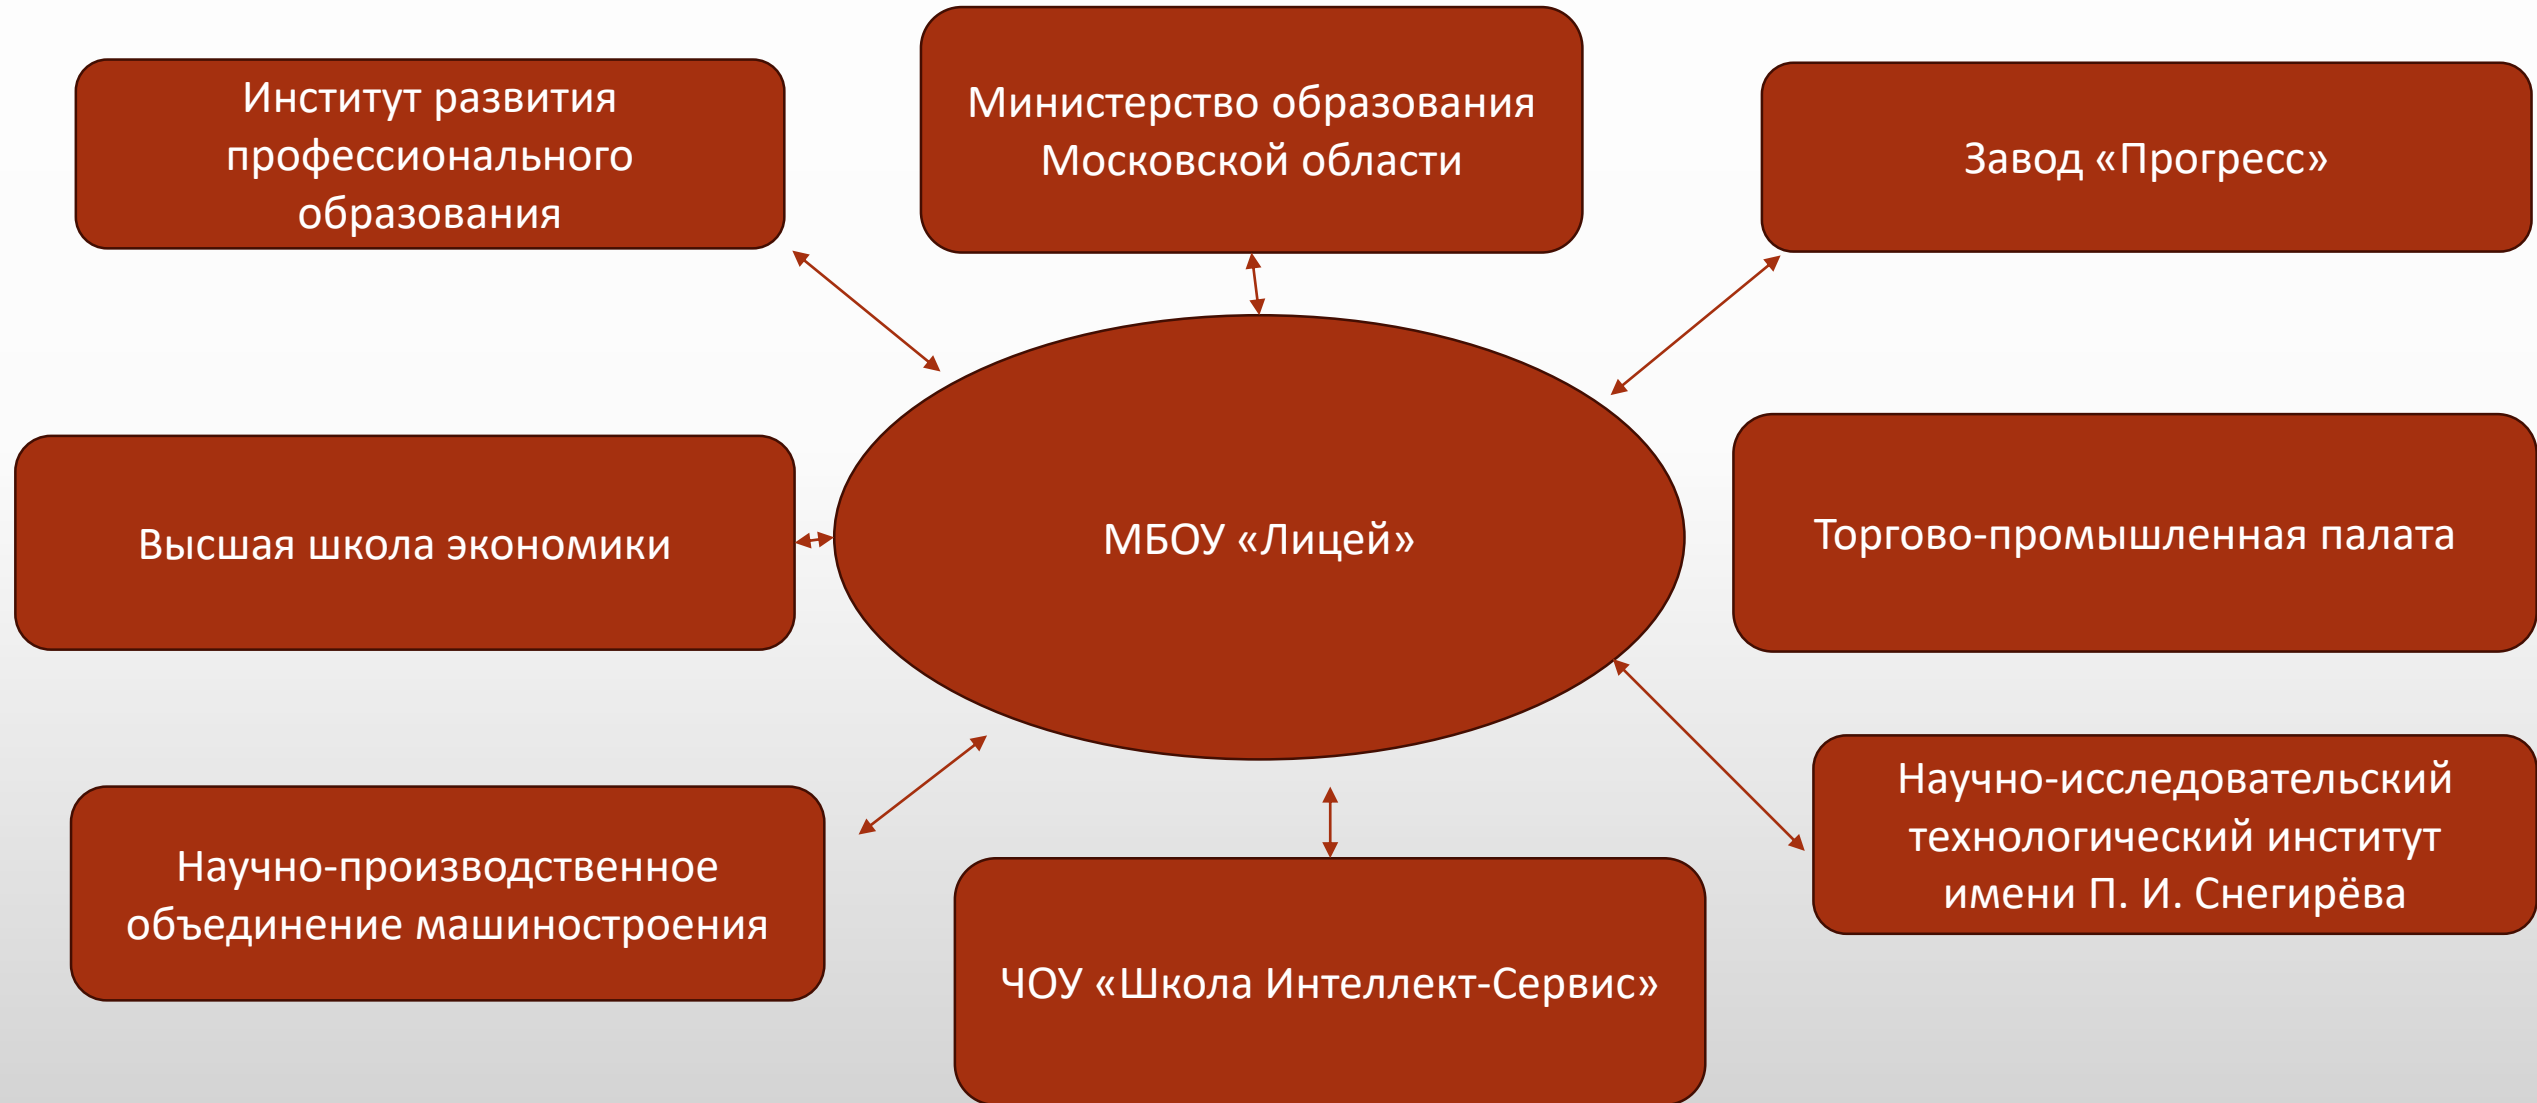 Институт развития
профессионального
образования
Министерство образования
Московской области
Завод «Прогресс»
Высшая школа экономики
МБОУ «Лицей»
Торгово-промышленная палата
Научно-производственное
объединение машиностроения
ЧОУ «Школа Интеллект-Сервис»
Научно-исследовательский
технологический институт
имени П. И. Снегирёва